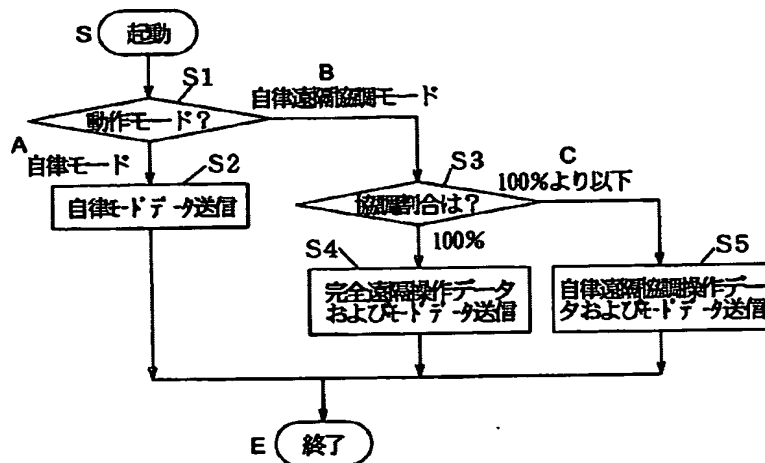 S 起動
S1
B
自律遠隔協調モード
動作モード?
A
自律モード
S2
自律モードデータ送信
S3
C
100%より以下
協調割合は?
100%
S4
完全遠隔操作データ
およびモードデータ送信
S5
自律遠隔協調操作デー
タおよびモードデータ送信
E 終了